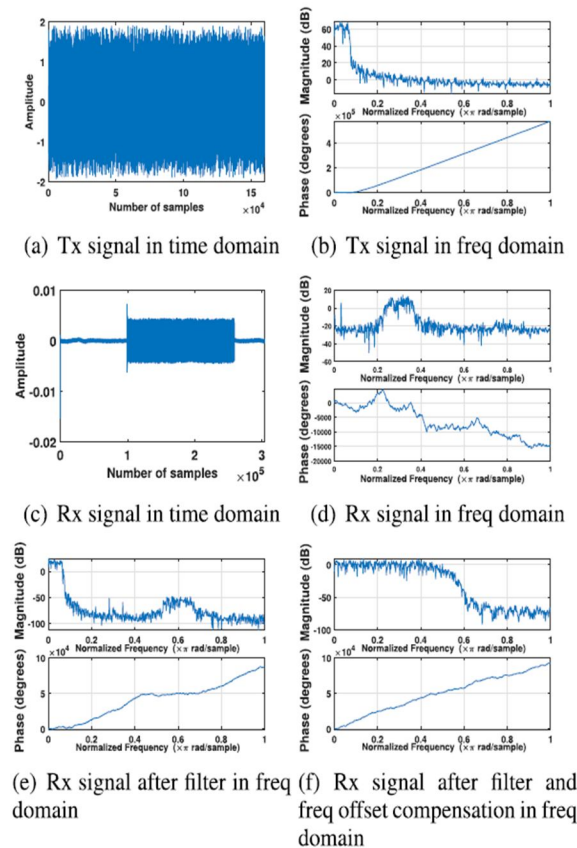 2
1
0
-1
-2
Amplitude
0 5 10 15
Number of samples ×10⁴
60
40
20
0
Magnitude (dB)
0 0.2 0.4 0.6 0.8 1
Normalized Frequency (×π rad/sample)
×10⁵
4
2
0
Phase (degrees)
0 0.2 0.4 0.6 0.8 1
Normalized Frequency (×π rad/sample)
(a) Tx signal in time domain
(b) Tx signal in freq domain
0.01
0
-0.01
-0.02
Amplitude
0 1 2 3
Number of samples ×10⁵
20
0
-20
-40
-60
Magnitude (dB)
0 0.2 0.4 0.6 0.8 1
Normalized Frequency (×π rad/sample)
0
-5000
-10000
-15000
-20000
Phase (degrees)
0 0.2 0.4 0.6 0.8 1
Normalized Frequency (×π rad/sample)
(c) Rx signal in time domain
(d) Rx signal in freq domain
0
-50
-100
Magnitude (dB)
0 0.2 0.4 0.6 0.8 1
Normalized Frequency (×π rad/sample)
10 ×10⁴
5
0
Phase (degrees)
0 0.2 0.4 0.6 0.8 1
Normalized Frequency (×π rad/sample)
0
-50
-100
Magnitude (dB)
0 0.2 0.4 0.6 0.8 1
Normalized Frequency (×π rad/sample)
10 ×10⁴
5
0
Phase (degrees)
0 0.2 0.4 0.6 0.8 1
Normalized Frequency (×π rad/sample)
(e) Rx signal after filter in freq
domain
(f) Rx signal after filter and
freq offset compensation in freq
domain